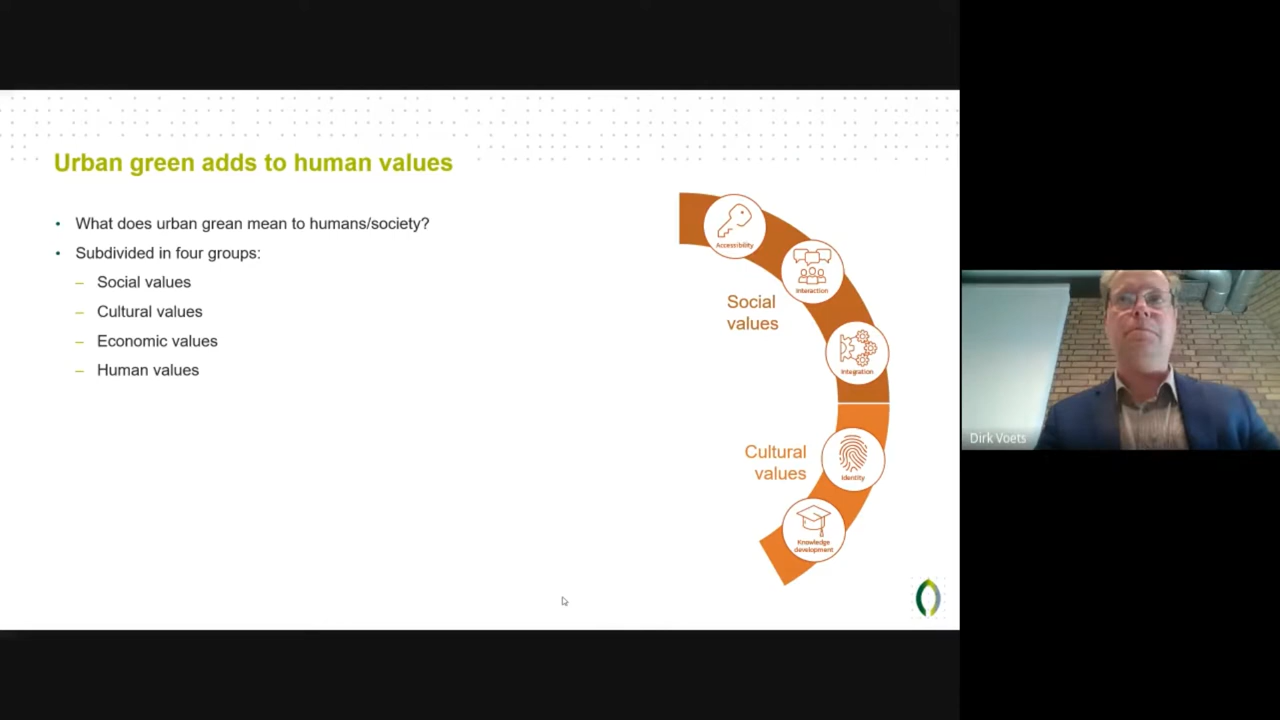 Urban green adds to human values
• What does urban grean mean to humans/society?
• Subdivided in four groups:
– Social values
– Cultural values
– Economic values
– Human values
Accessibility
Interaction
Social
values
Integration
Cultural
values
Identity
Knowledge
development
Dirk Voets